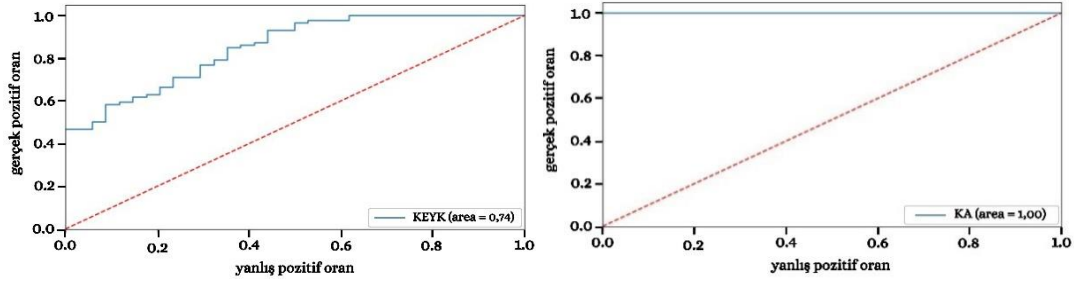 1.0
0.8
0.6
0.4
0.2
0.0
gerçek pozitif oran
KEYK (area = 0,74)
0.0 0.2 0.4 0.6 0.8 1.0
yanlış pozitif oran
1.0
0.8
0.6
0.4
0.2
0.0
gerçek pozitif oran
KA (area = 1,00)
0.0 0.2 0.4 0.6 0.8 1.0
yanlış pozitif oran